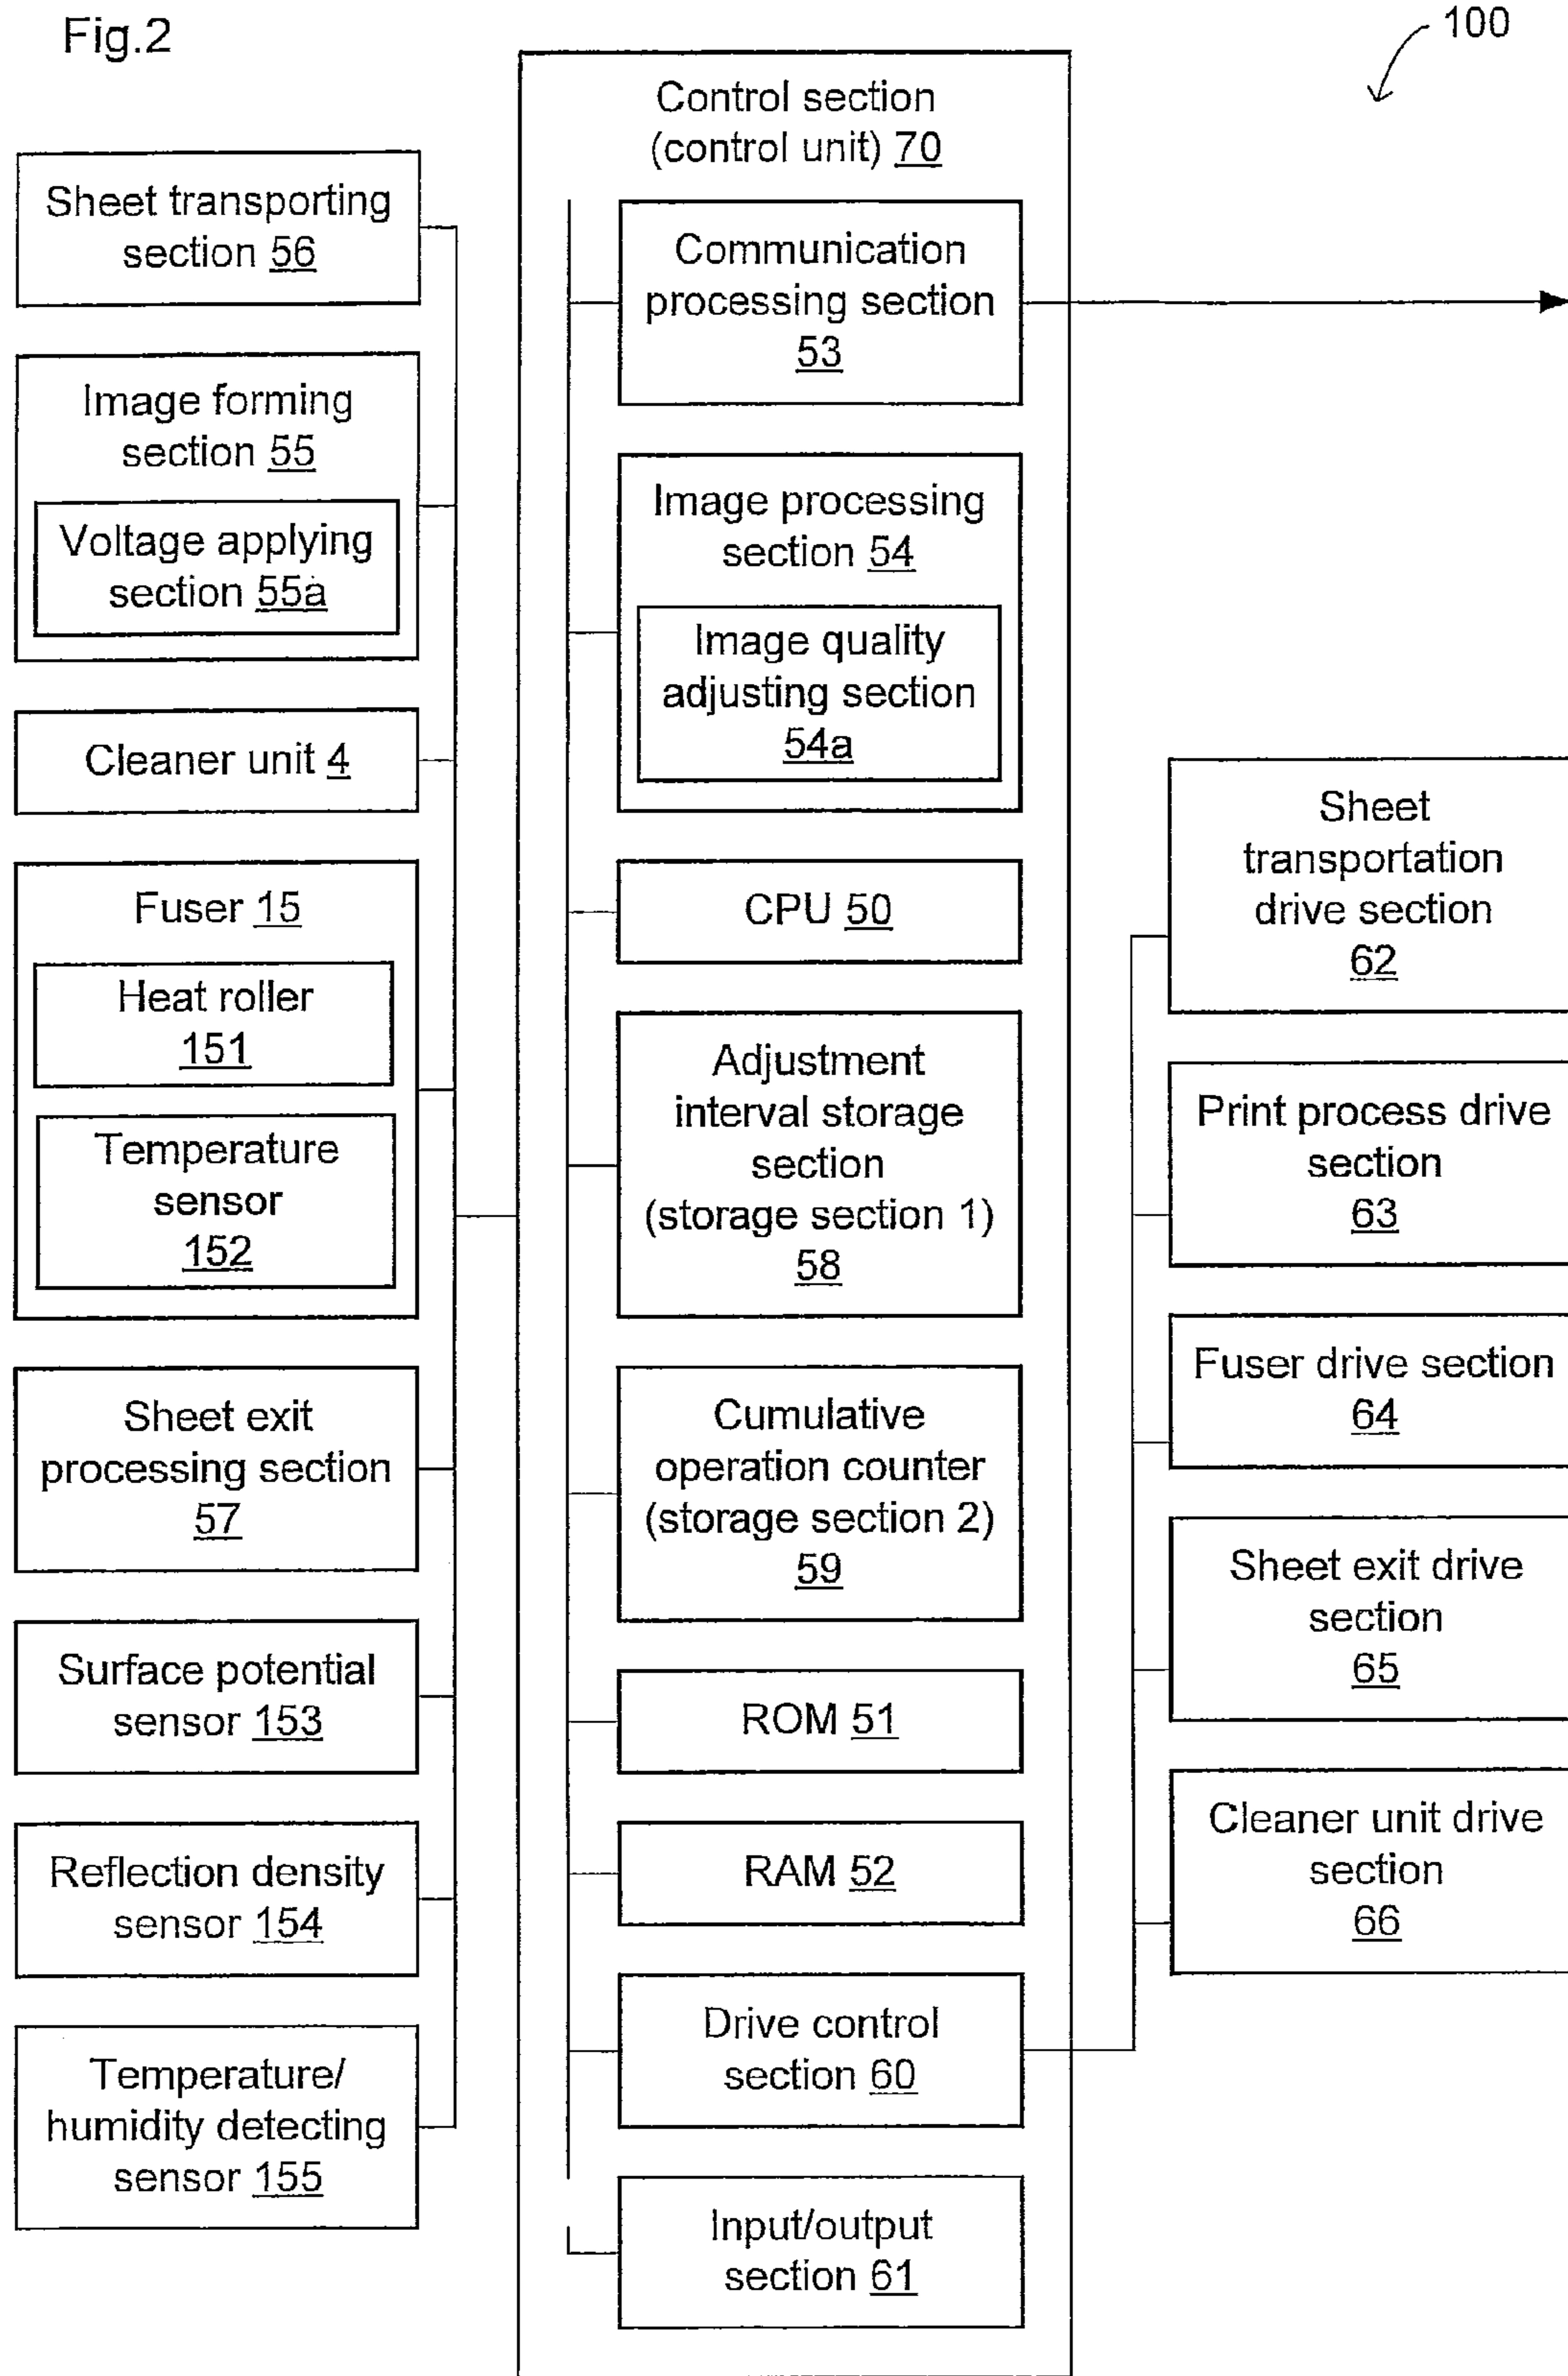 Fig.2
100
Sheet transporting
section 56
Image forming
section 55
Voltage applying
section 55a
Cleaner unit 4
Fuser 15
Heat roller
151
Temperature
sensor
152
Sheet exit
processing section
57
Surface potential
sensor 153
Reflection density
sensor 154
Temperature/
humidity detecting
sensor 155
Control section
(control unit) 70
Communication
processing section
53
Image processing
section 54
Image quality
adjusting section
54a
CPU 50
Adjustment
interval storage
section
(storage section 1)
58
Cumulative
operation counter
(storage section 2)
59
ROM 51
RAM 52
Drive control
section 60
Input/output
section 61
Sheet
transportation
drive section
62
Print process drive
section
63
Fuser drive section
64
Sheet exit drive
section
65
Cleaner unit drive
section
66